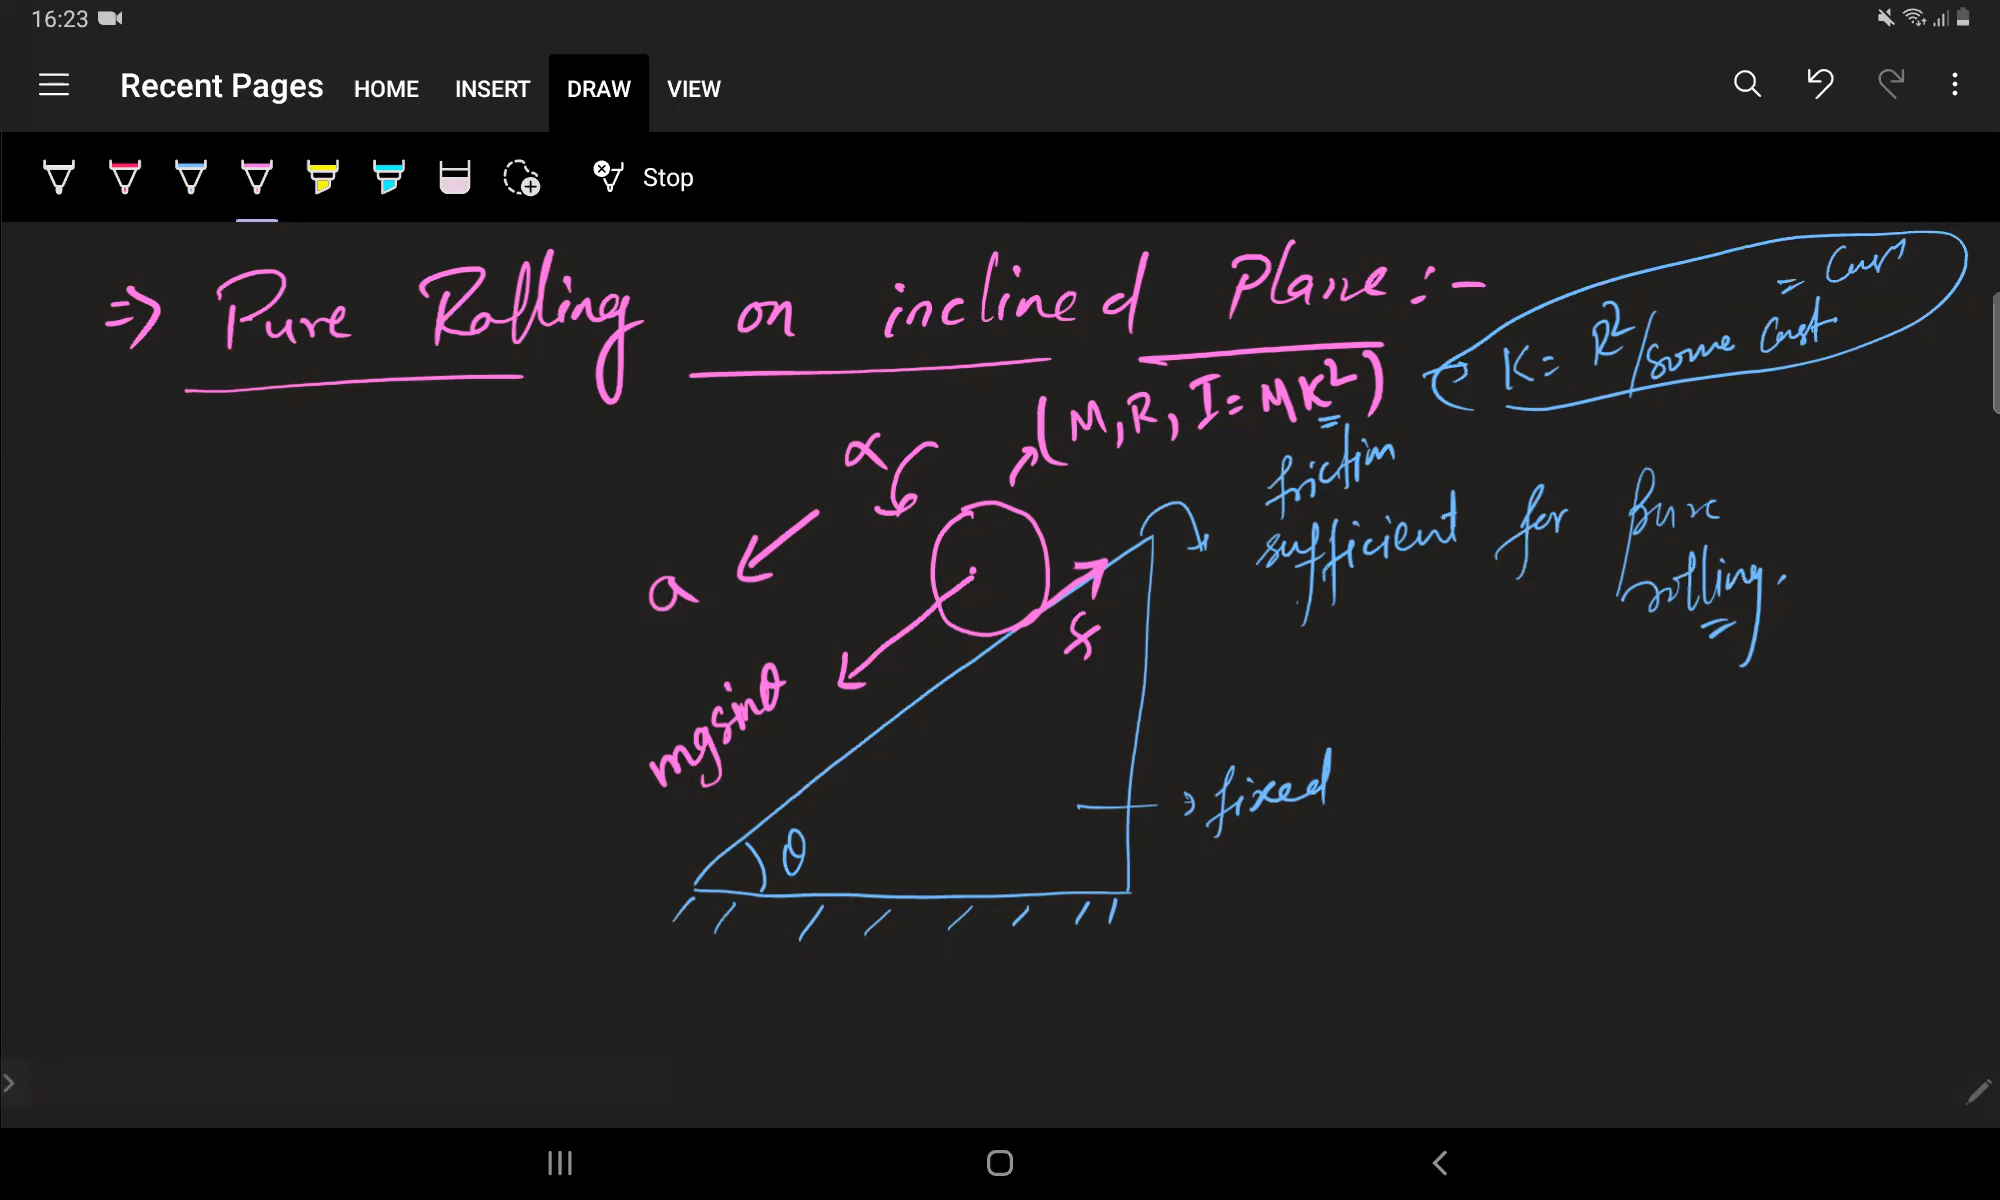 16:23
Recent Pages HOME INSERT DRAW VIEW
Stop
⇒ Pure Rolling on inclined Plane :-
K = R²/some Const
= Const
(M, R, I = MK²)
α
a
friction
sufficient for Pure
rolling.
f
mgsinθ
→ fixed
θ